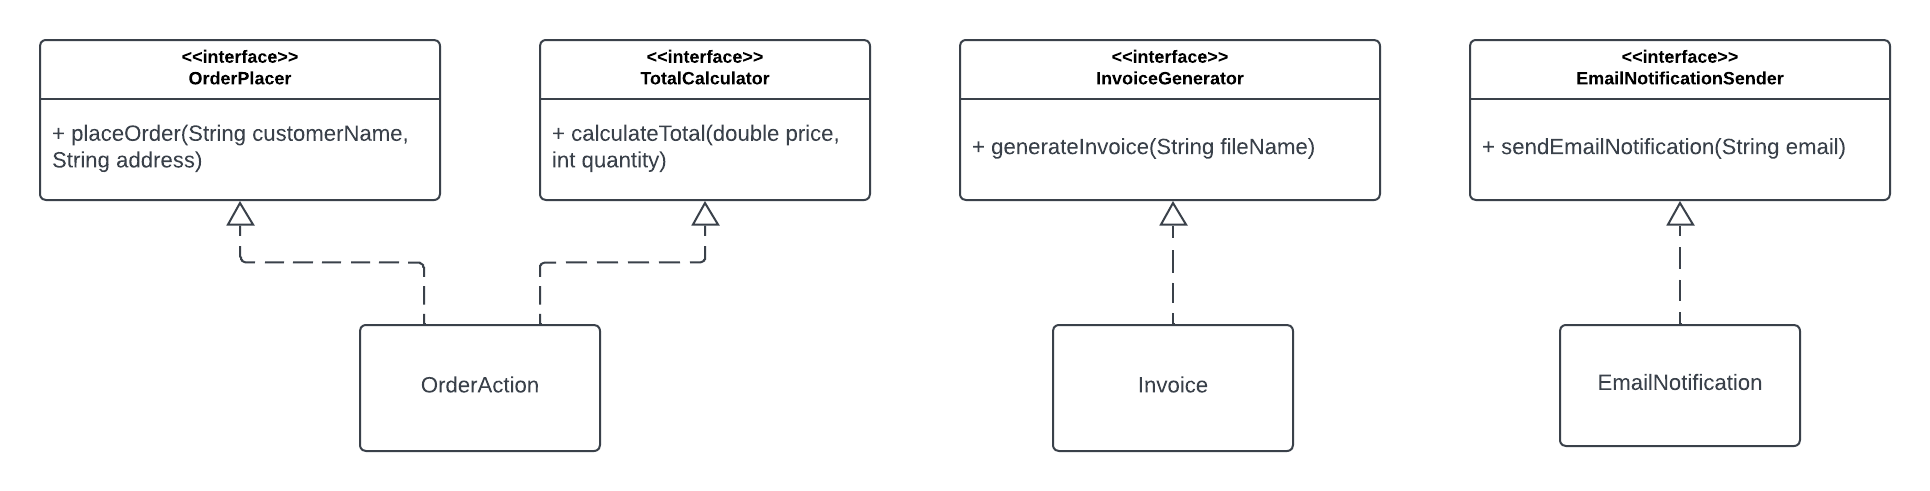 <<interface>>
OrderPlacer
+ placeOrder(String customerName,
String address)
<<interface>>
TotalCalculator
+ calculateTotal(double price,
int quantity)
<<interface>>
InvoiceGenerator
+ generateInvoice(String fileName)
<<interface>>
EmailNotificationSender
+ sendEmailNotification(String email)
OrderAction
Invoice
EmailNotification